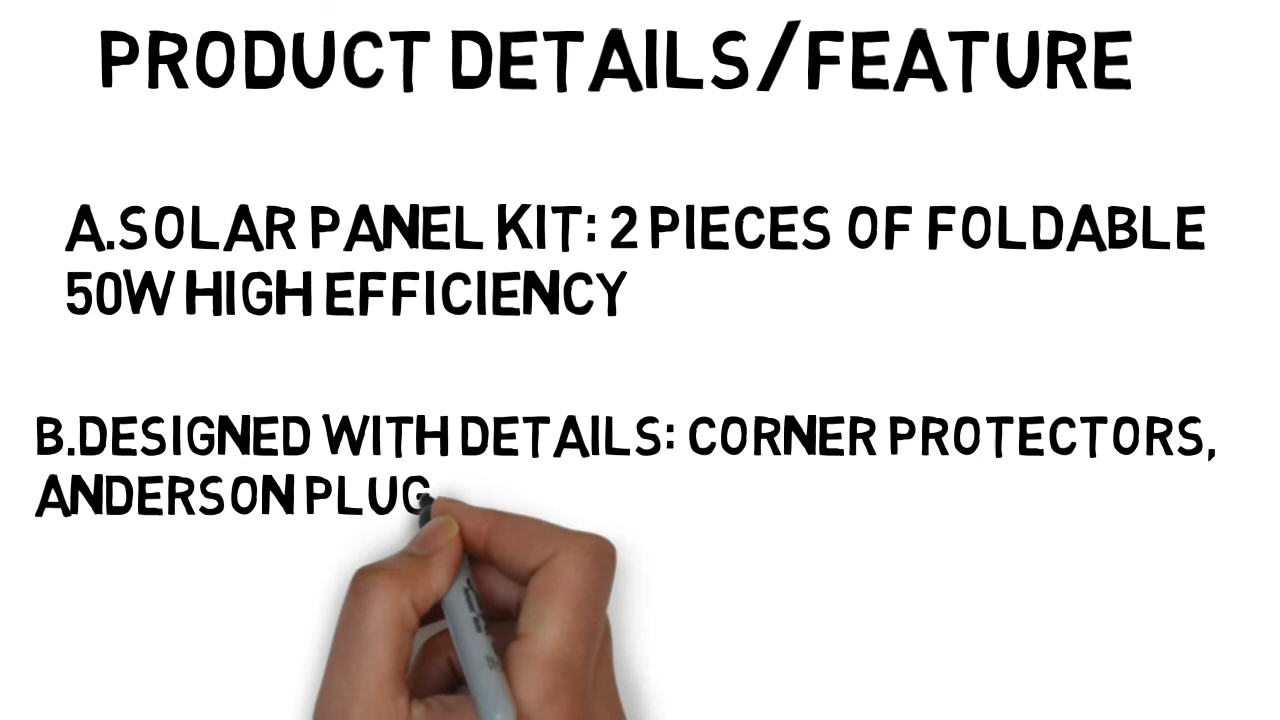 PRODUCT DETAILS/FEATURE
A.SOLAR PANEL KIT: 2 PIECES OF FOLDABLE
50W HIGH EFFICIENCY
B.DESIGNED WITH DETAILS: CORNER PROTECTORS,
ANDERSON PLUG